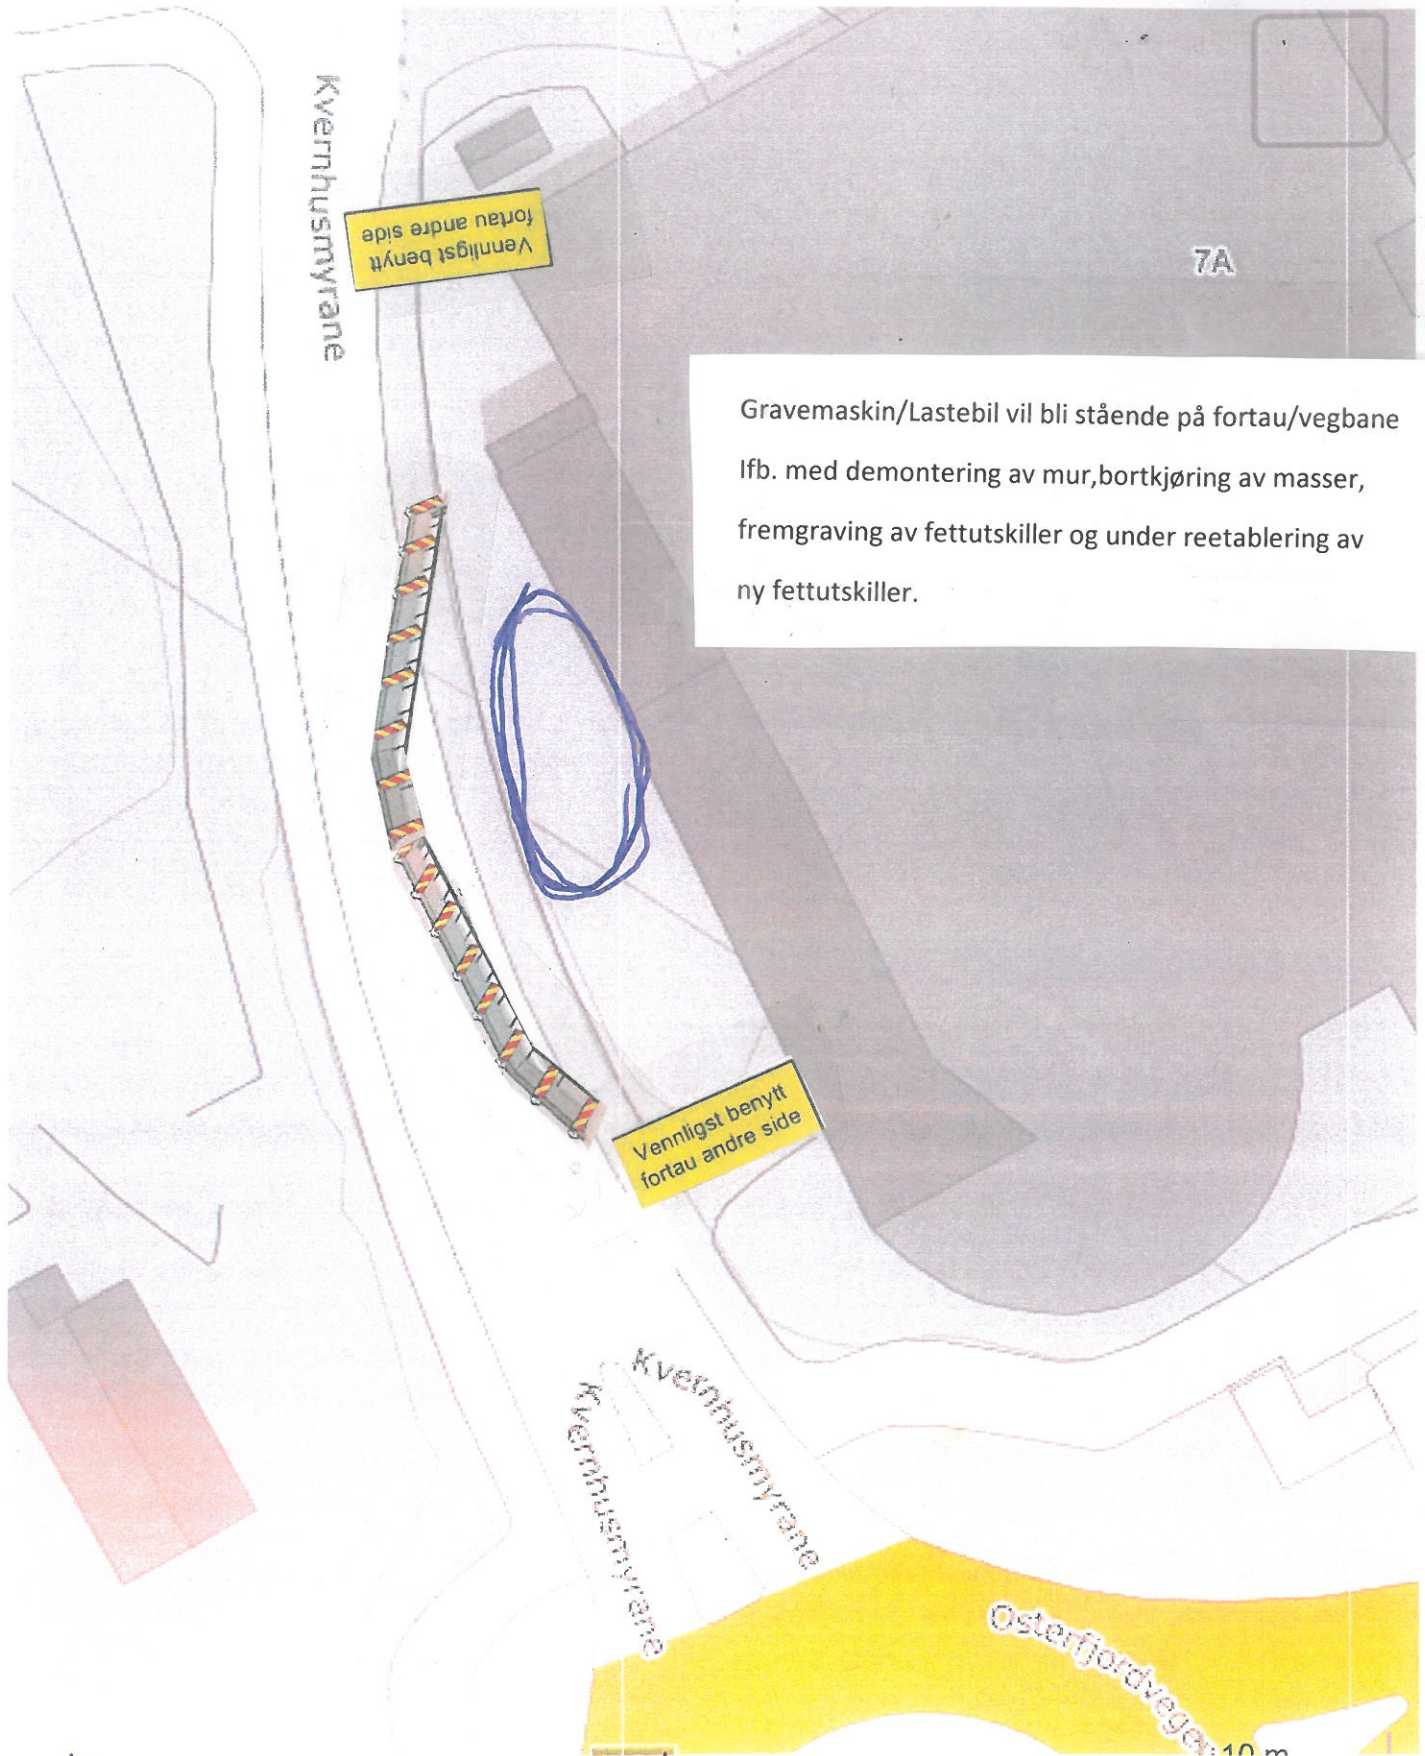 Kvernhusmyrane
Vennligst benytt
fortau andre side
7A
Gravemaskin/Lastebil vil bli stående på fortau/vegbane
Ifb. med demontering av mur,bortkjøring av masser,
fremgraving av fettutskiller og under reetablering av
ny fettutskiller.
Vennligst benytt
fortau andre side
Kvernhusmyrane
Kvernhusmyrane
Osterfjordvegen
10 m